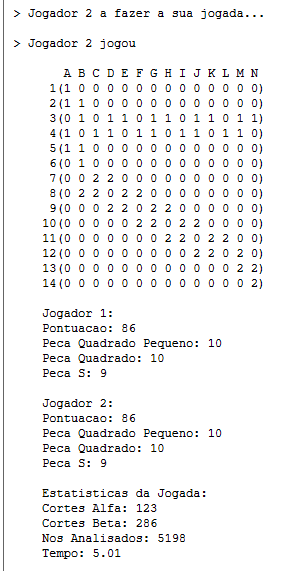 > Jogador 2 a fazer a sua jogada...
> Jogador 2 jogou
A B C D E F G H I J K L M N
1(1 0 0 0 0 0 0 0 0 0 0 0 0 0)
2(1 1 0 0 0 0 0 0 0 0 0 0 0 0)
3(0 1 0 1 1 0 1 1 0 1 1 0 1 1)
4(1 0 1 1 0 1 1 0 1 1 0 1 1 0)
5(1 1 0 0 0 0 0 0 0 0 0 0 0 0)
6(0 1 0 0 0 0 0 0 0 0 0 0 0 0)
7(0 0 2 2 0 0 0 0 0 0 0 0 0 0)
8(0 2 2 0 2 2 0 0 0 0 0 0 0 0)
9(0 0 0 2 2 0 2 2 0 0 0 0 0 0)
10(0 0 0 0 0 2 2 0 2 2 0 0 0 0)
11(0 0 0 0 0 0 0 2 2 0 2 2 0 0)
12(0 0 0 0 0 0 0 0 0 2 2 0 2 0)
13(0 0 0 0 0 0 0 0 0 0 0 0 2 2)
14(0 0 0 0 0 0 0 0 0 0 0 0 0 2)
Jogador 1:
Pontuacao: 86
Peca Quadrado Pequeno: 10
Peca Quadrado: 10
Peca S: 9
Jogador 2:
Pontuacao: 86
Peca Quadrado Pequeno: 10
Peca Quadrado: 10
Peca S: 9
Estatisticas da Jogada:
Cortes Alfa: 123
Cortes Beta: 286
Nos Analisados: 5198
Tempo: 5.01